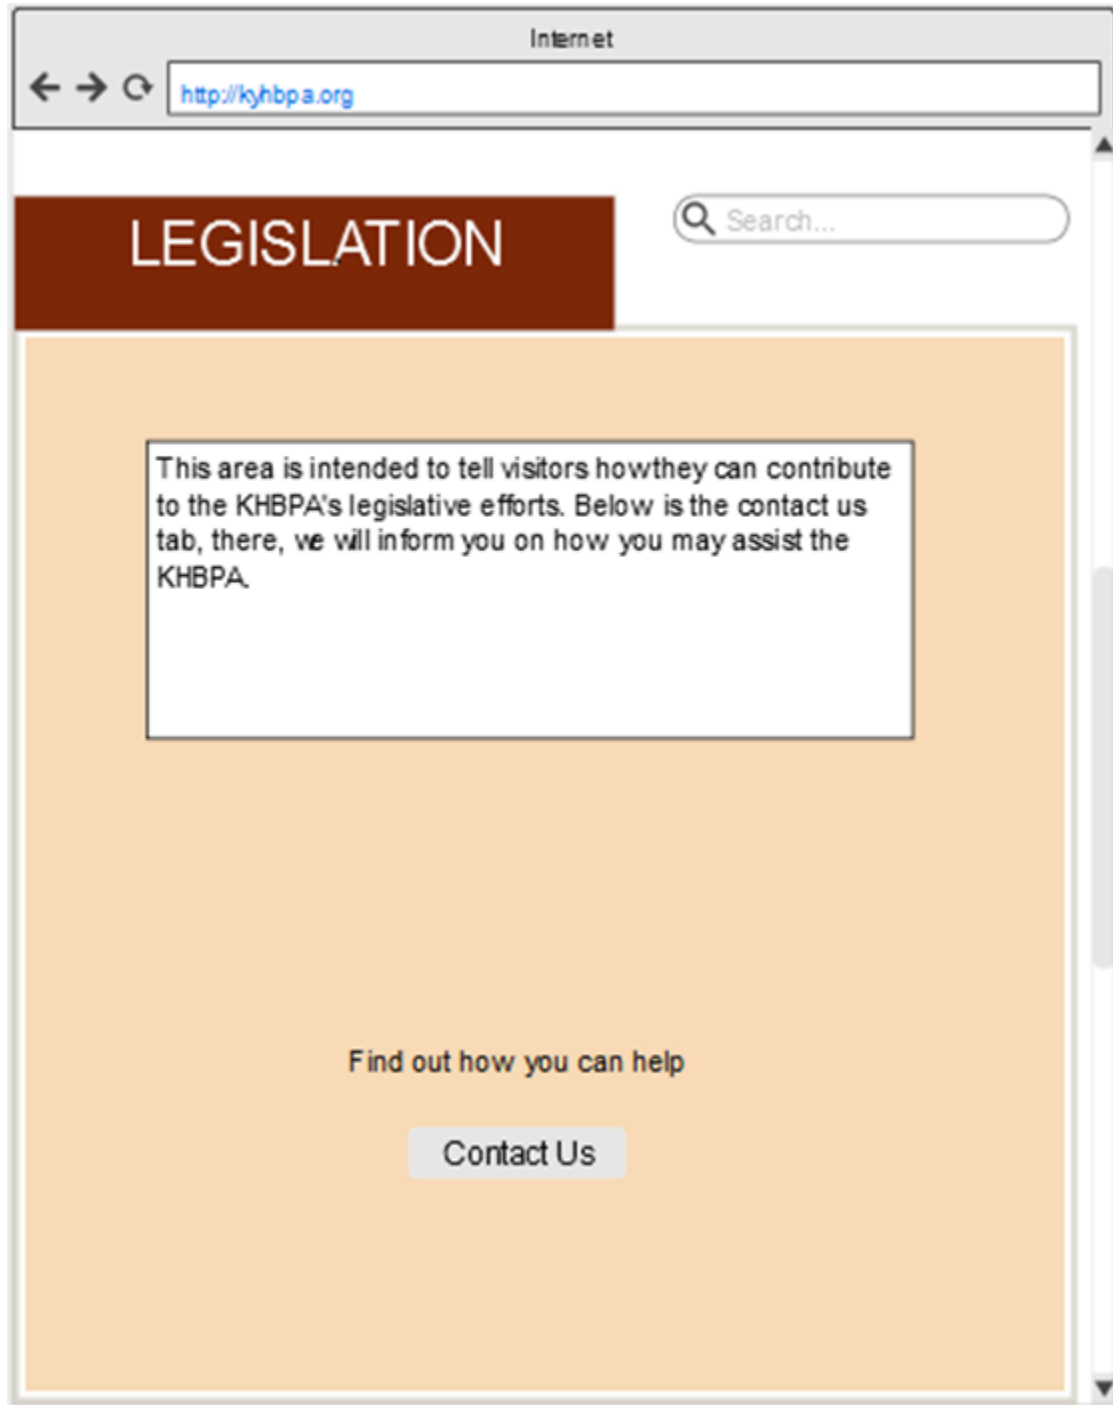 Internet
http://kyhbpa.org
LEGISLATION
Search...
This area is intended to tell visitors howthey can contribute
to the KHBPA's legislative efforts. Below is the contact us
tab, there, we will inform you on how you may assist the
KHBPA.
Find out how you can help
Contact Us